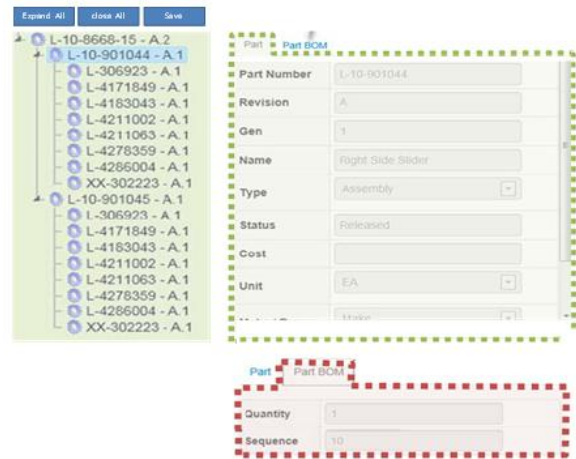 Expand All close All Save
L-10-8668-15 - A.2
L-10-901044 - A.1
L-306923 - A.1
L-4171849 - A.1
L-4183043 - A.1
L-4211002 - A.1
L-4211063 - A.1
L-4278359 - A.1
L-4286004 - A.1
XX-302223 - A.1
L-10-901045 - A.1
L-306923 - A.1
L-4171849 - A.1
L-4183043 - A.1
L-4211002 - A.1
L-4211063 - A.1
L-4278359 - A.1
L-4286004 - A.1
XX-302223 - A.1
Part Part BOM
Part Number L-10-901044
Revision A
Gen 1
Name Right Side Slider
Type Assembly
Status Released
Cost
Unit EA
Make
Part Part BOM
Quantity 1
Sequence 10